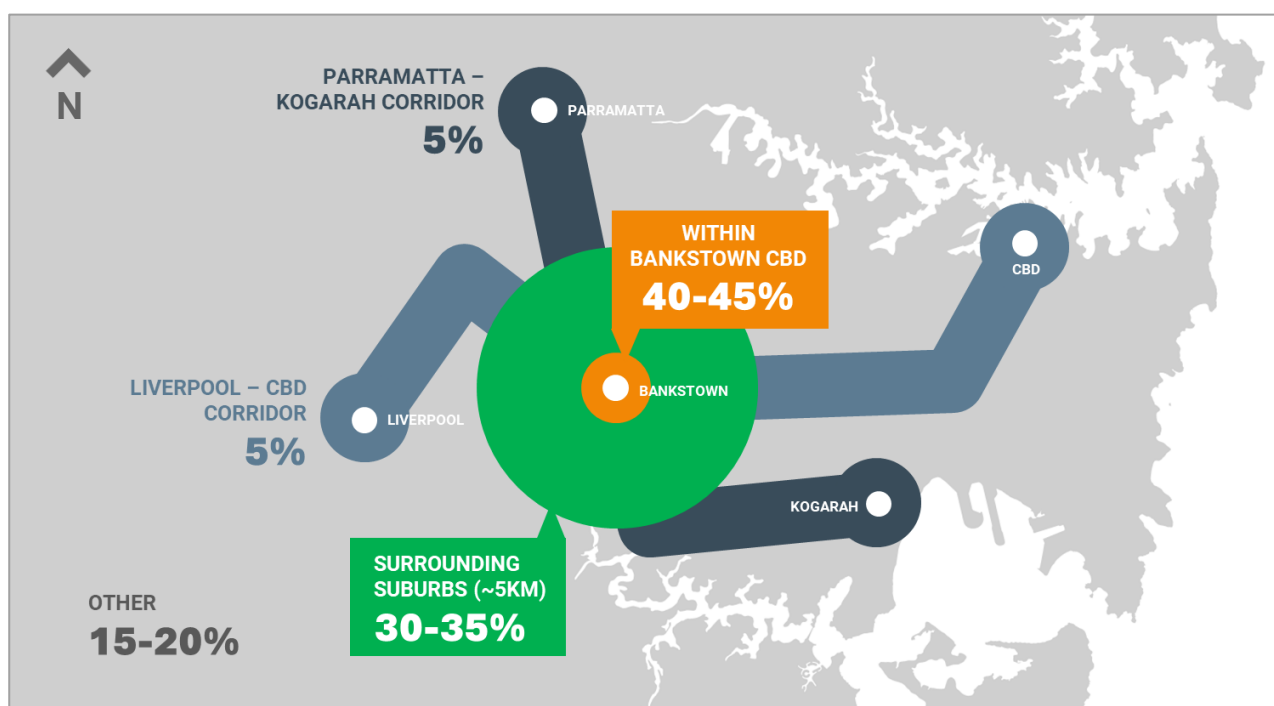 N
PARRAMATTA –
KOGARAH CORRIDOR
5%
PARRAMATTA
WITHIN
BANKSTOWN CBD
40-45%
CBD
LIVERPOOL – CBD
CORRIDOR
5%
LIVERPOOL
BANKSTOWN
KOGARAH
SURROUNDING
SUBURBS (~5KM)
30-35%
OTHER
15-20%